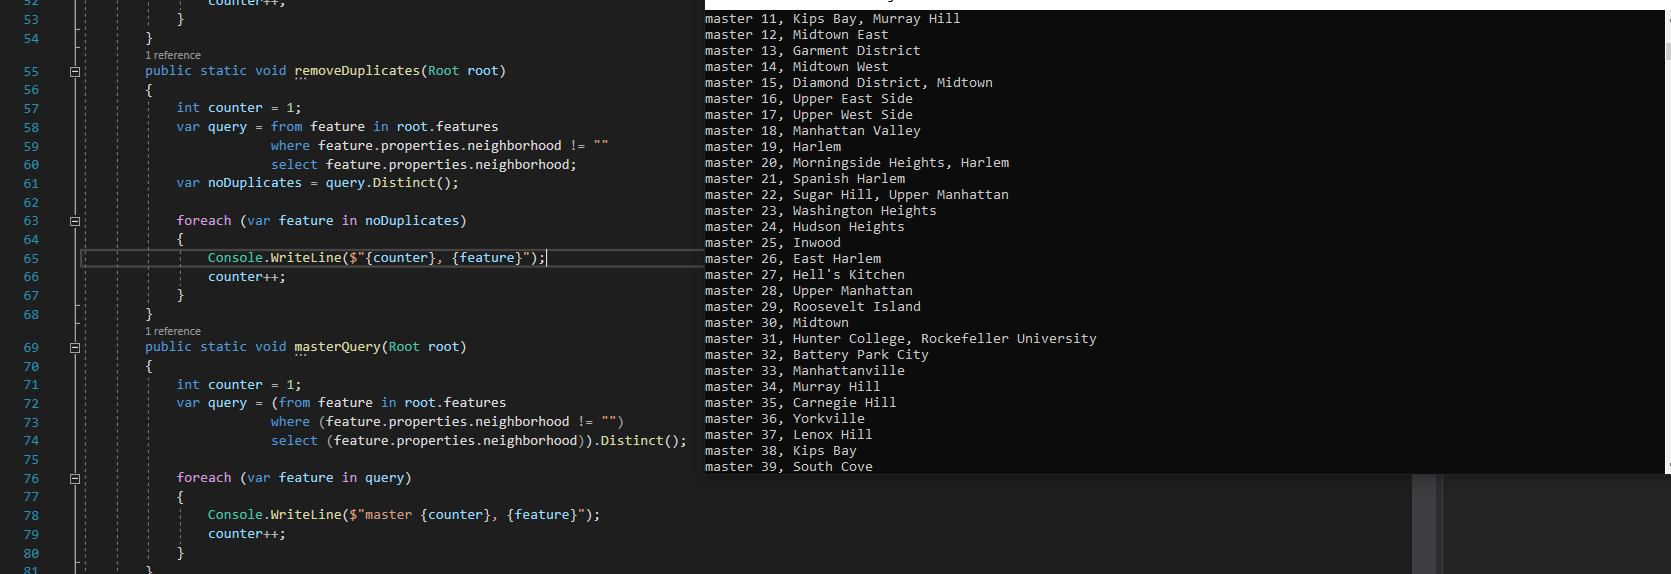 52 counter++;
53 }
54 }
1 reference
55 public static void removeDuplicates(Root root)
56 {
57 int counter = 1;
58 var query = from feature in root.features
59 where feature.properties.neighborhood != ""
60 select feature.properties.neighborhood;
61 var noDuplicates = query.Distinct();
62
63 foreach (var feature in noDuplicates)
64 {
65 Console.WriteLine($"{counter}, {feature}");
66 counter++;
67 }
68 }
1 reference
69 public static void masterQuery(Root root)
70 {
71 int counter = 1;
72 var query = (from feature in root.features
73 where (feature.properties.neighborhood != "")
74 select (feature.properties.neighborhood)).Distinct();
75
76 foreach (var feature in query)
77 {
78 Console.WriteLine($"master {counter}, {feature}");
79 counter++;
80 }
81 }
master 11, Kips Bay, Murray Hill
master 12, Midtown East
master 13, Garment District
master 14, Midtown West
master 15, Diamond District, Midtown
master 16, Upper East Side
master 17, Upper West Side
master 18, Manhattan Valley
master 19, Harlem
master 20, Morningside Heights, Harlem
master 21, Spanish Harlem
master 22, Sugar Hill, Upper Manhattan
master 23, Washington Heights
master 24, Hudson Heights
master 25, Inwood
master 26, East Harlem
master 27, Hell's Kitchen
master 28, Upper Manhattan
master 29, Roosevelt Island
master 30, Midtown
master 31, Hunter College, Rockefeller University
master 32, Battery Park City
master 33, Manhattanville
master 34, Murray Hill
master 35, Carnegie Hill
master 36, Yorkville
master 37, Lenox Hill
master 38, Kips Bay
master 39, South Cove